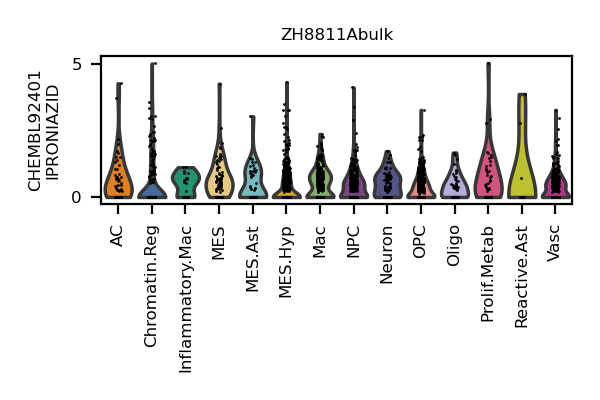 ZH8811Abulk
CHEMBL92401
IPRONIAZID
5
0
AC
Chromatin.Reg
Inflammatory.Mac
MES
MES.Ast
MES.Hyp
Mac
NPC
Neuron
OPC
Oligo
Prolif.Metab
Reactive.Ast
Vasc